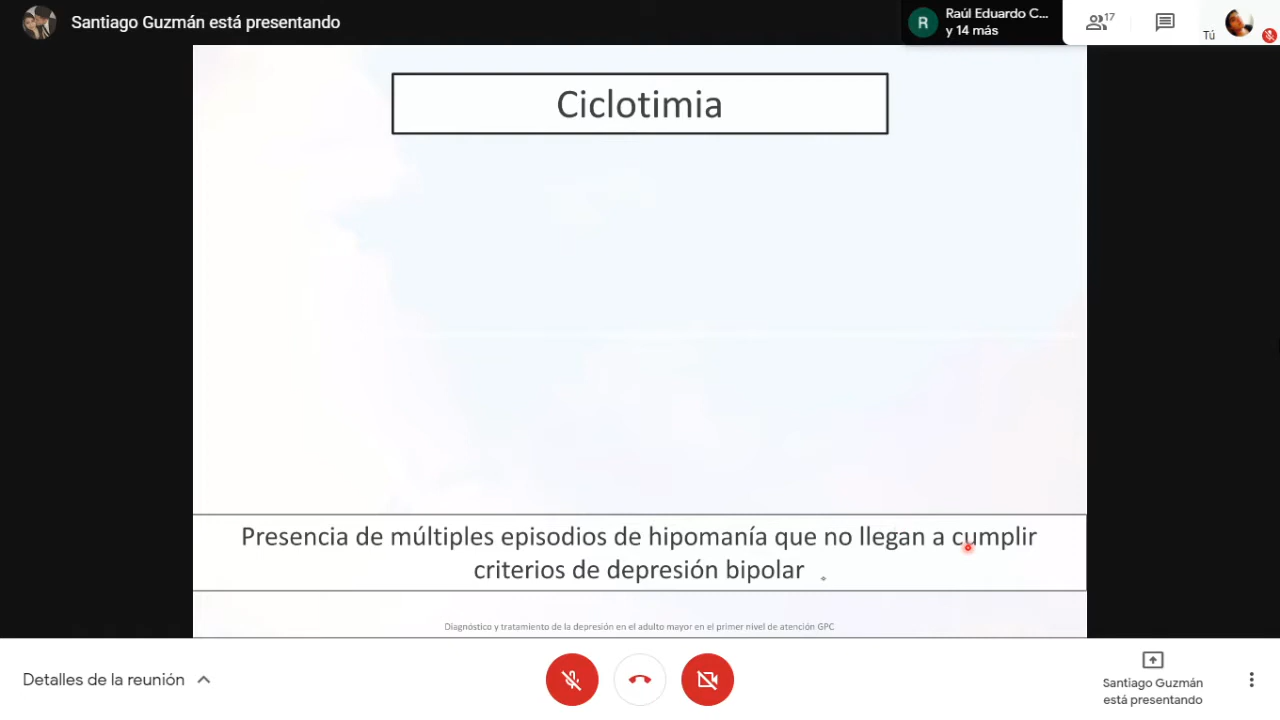 Santiago Guzmán está presentando
R
Raúl Eduardo C...
y 14 más
17
Tú
Ciclotimia
Presencia de múltiples episodios de hipomanía que no llegan a cumplir
criterios de depresión bipolar
Diagnóstico y tratamiento de la depresión en el adulto mayor en el primer nivel de atención GPC
Detalles de la reunión
Santiago Guzmán
está presentando